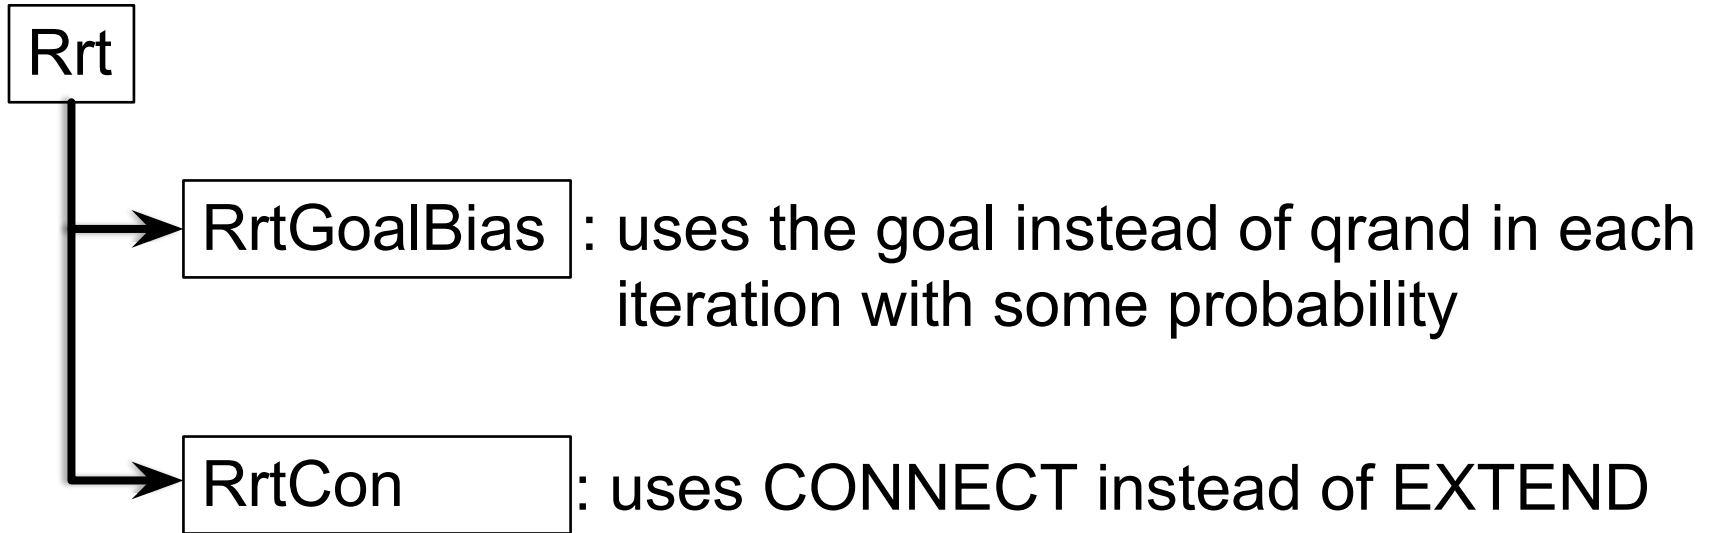 Rrt
RrtGoalBias : uses the goal instead of qrand in each
iteration with some probability
RrtCon : uses CONNECT instead of EXTEND